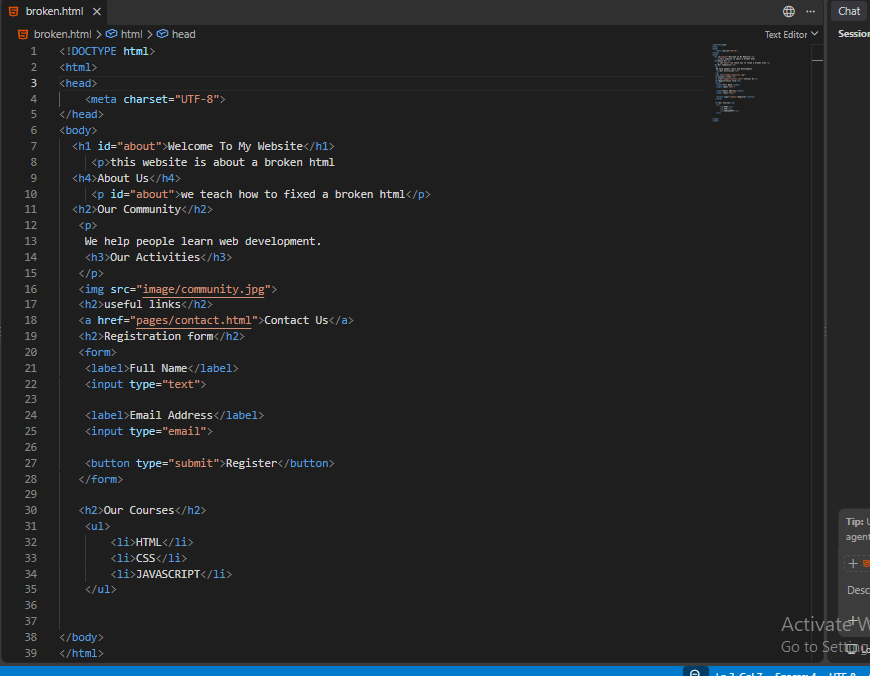 broken.html
Chat
broken.html > html > head
Text Editor
Session
1 <!DOCTYPE html>
2 <html>
3 <head>
4 <meta charset="UTF-8">
5 </head>
6 <body>
7 <h1 id="about">Welcome To My Website</h1>
8 <p>this website is about a broken html
9 <h4>About Us</h4>
10 <p id="about">we teach how to fixed a broken html</p>
11 <h2>Our Community</h2>
12 <p>
13 We help people learn web development.
14 <h3>Our Activities</h3>
15 </p>
16 <img src="image/community.jpg">
17 <h2>useful links</h2>
18 <a href="pages/contact.html">Contact Us</a>
19 <h2>Registration form</h2>
20 <form>
21 <label>Full Name</label>
22 <input type="text">
23
24 <label>Email Address</label>
25 <input type="email">
26
27 <button type="submit">Register</button>
28 </form>
29
30 <h2>Our Courses</h2>
31 <ul>
32 <li>HTML</li>
33 <li>CSS</li>
34 <li>JAVASCRIPT</li>
35 </ul>
36
37
38 </body>
39 </html>
Tip:
agent
Desc
Activate W
Go to Setting